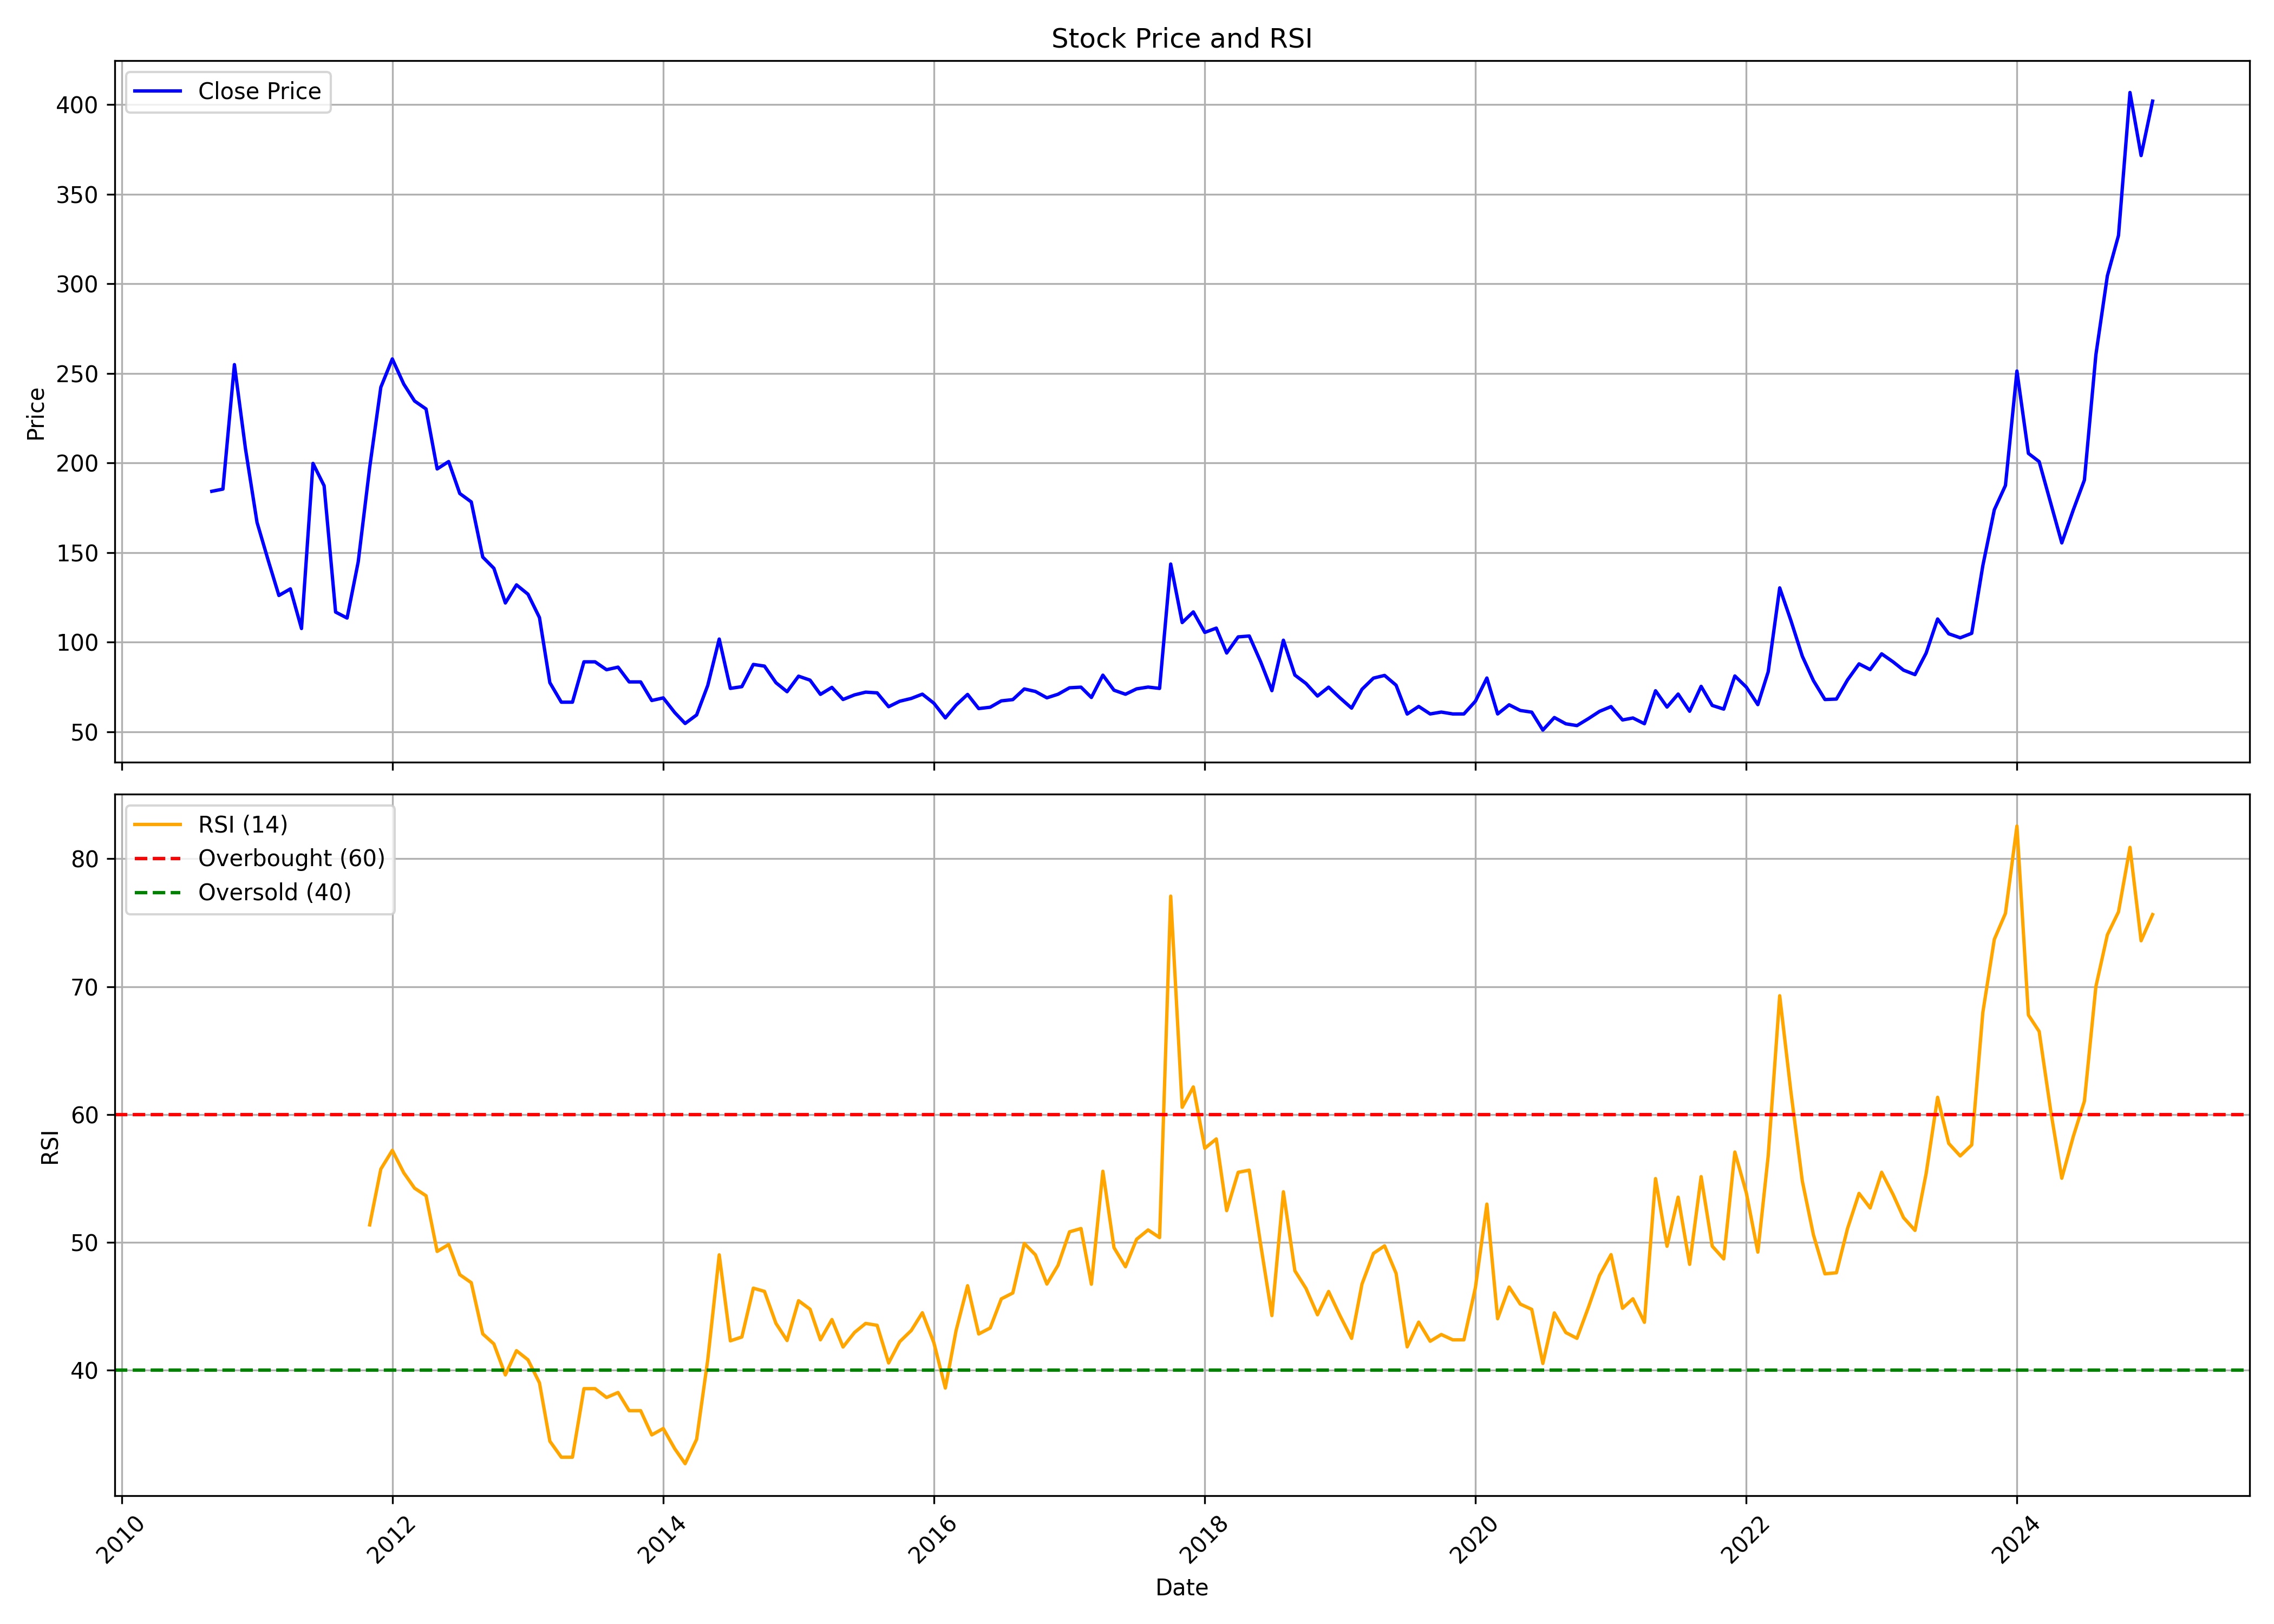 Stock Price and RSI
Close Price
400
350
300
250
200
150
100
50
Price
RSI (14)
Overbought (60)
Oversold (40)
80
70
60
50
40
RSI
2010
2012
2014
2016
2018
2020
2022
2024
Date